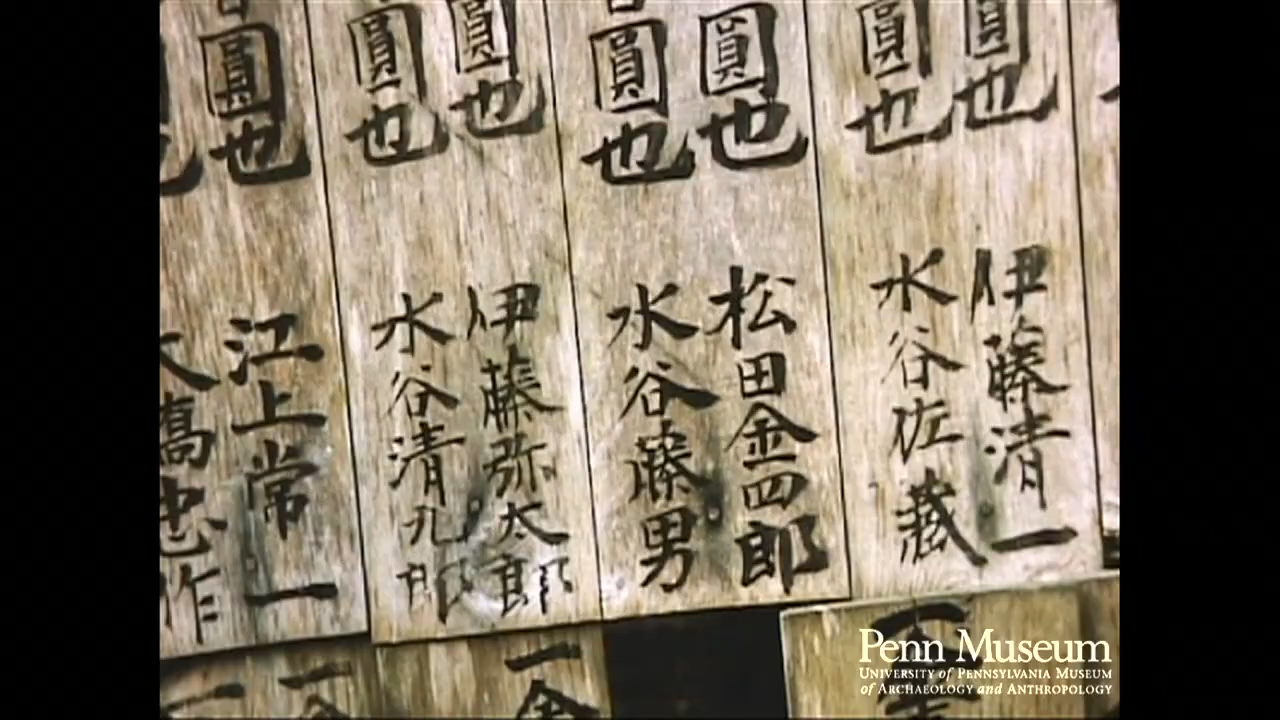 圓也 伊藤清一
圓也 水谷佐藏
圓也 松田金四郎
圓也 水谷藤男
圓也 伊藤弥太郎
圓也 水谷清九郎
圓也 江上常一
Penn Museum
University of Pennsylvania Museum
of Archaeology and Anthropology